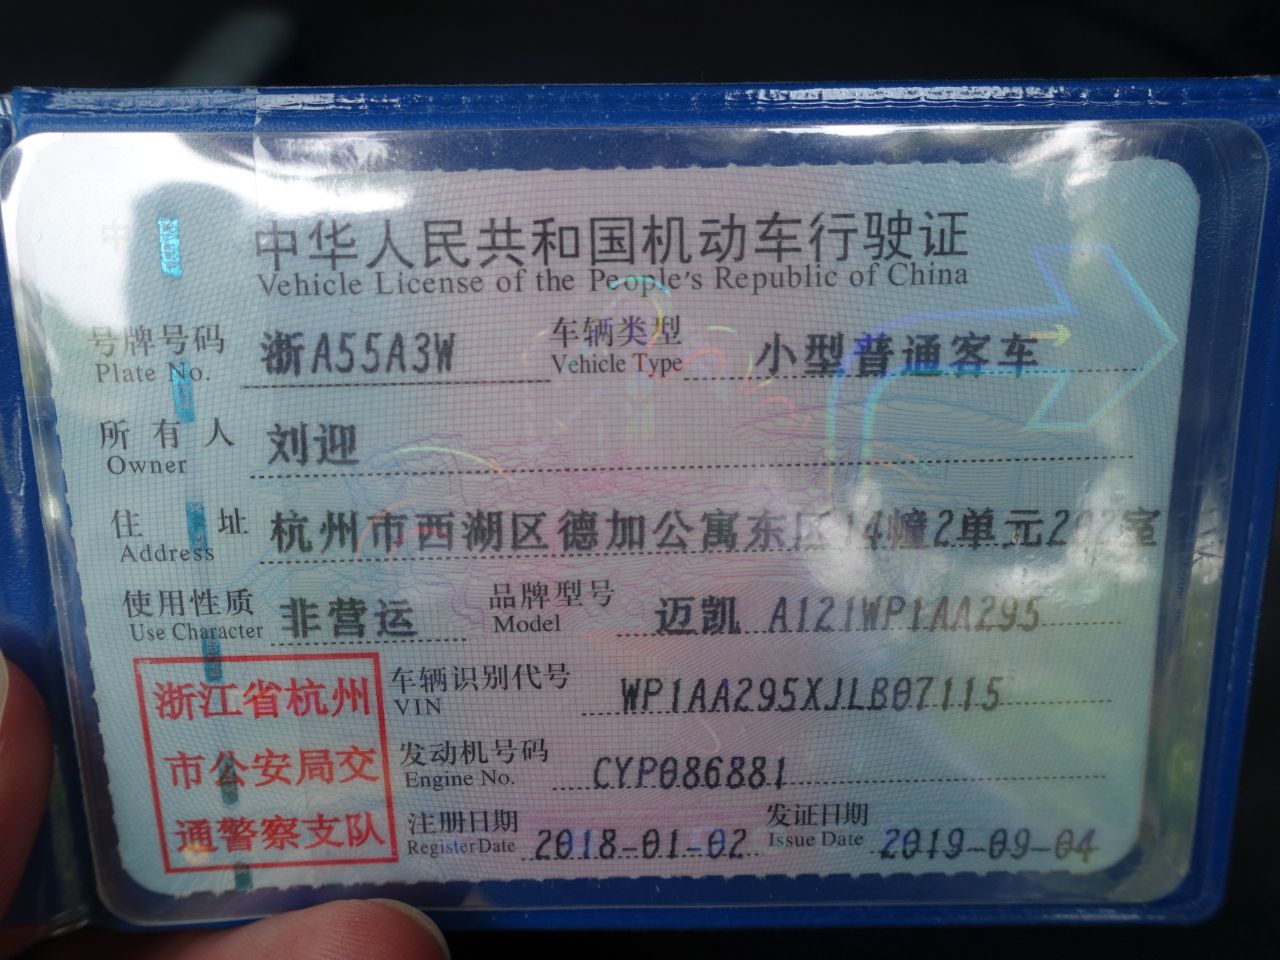 中华人民共和国机动车行驶证
Vehicle License of the People's Republic of China
号牌号码 浙A55A3W 车辆类型 小型普通客车
Plate No. Vehicle Type
所有人 刘迎
Owner
住址 杭州市西湖区德加公寓东区14幢2单元202室
Address
使用性质 非营运 品牌型号 迈凯 A121WP1AA295
Use Character Model
车辆识别代号 WP1AA295XJLB07115
VIN
发动机号码 CYP086881
Engine No.
注册日期 2018-01-02 发证日期 2019-09-04
Register Date Issue Date
浙江省杭州
市公安局交
通警察支队